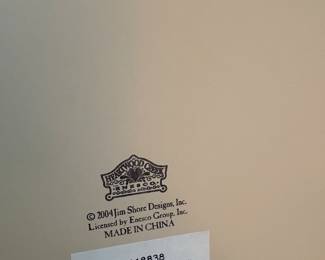 HEARTWOOD CREEK
ENESCO
© 2004 Jim Shore Designs, Inc.
Licensed by Enesco Group, Inc.
MADE IN CHINA